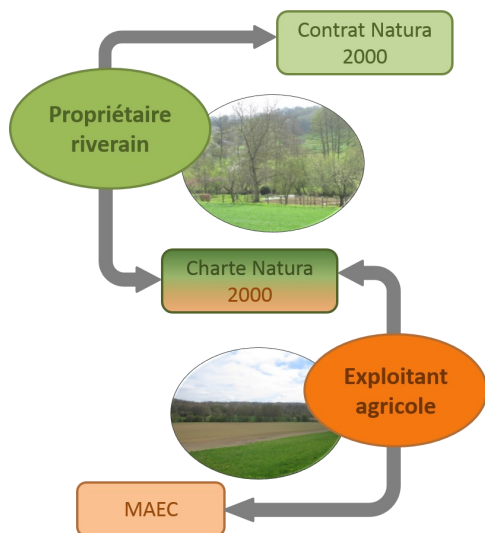 Contrat Natura
2000
Propriétaire
riverain
Charte Natura
2000
Exploitant
agricole
MAEC